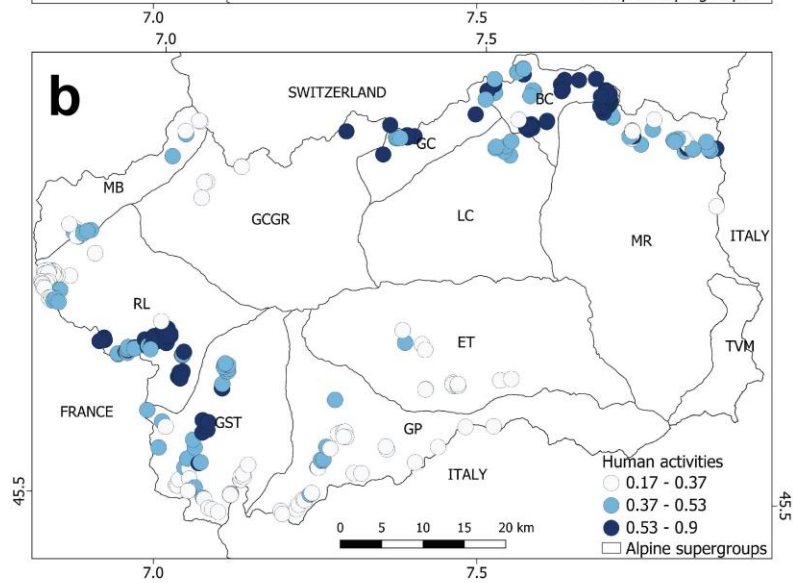 7.0
7.5
7.0
7.5
b
SWITZERLAND
BC
GC
MB
GCGR
LC
MR
ITALY
RL
ET
TVM
FRANCE
GST
GP
ITALY
Human activities
0.17 - 0.37
0.37 - 0.53
0.53 - 0.9
Alpine supergroups
45.5
45.5
0 5 10 15 20 km
7.0
7.5